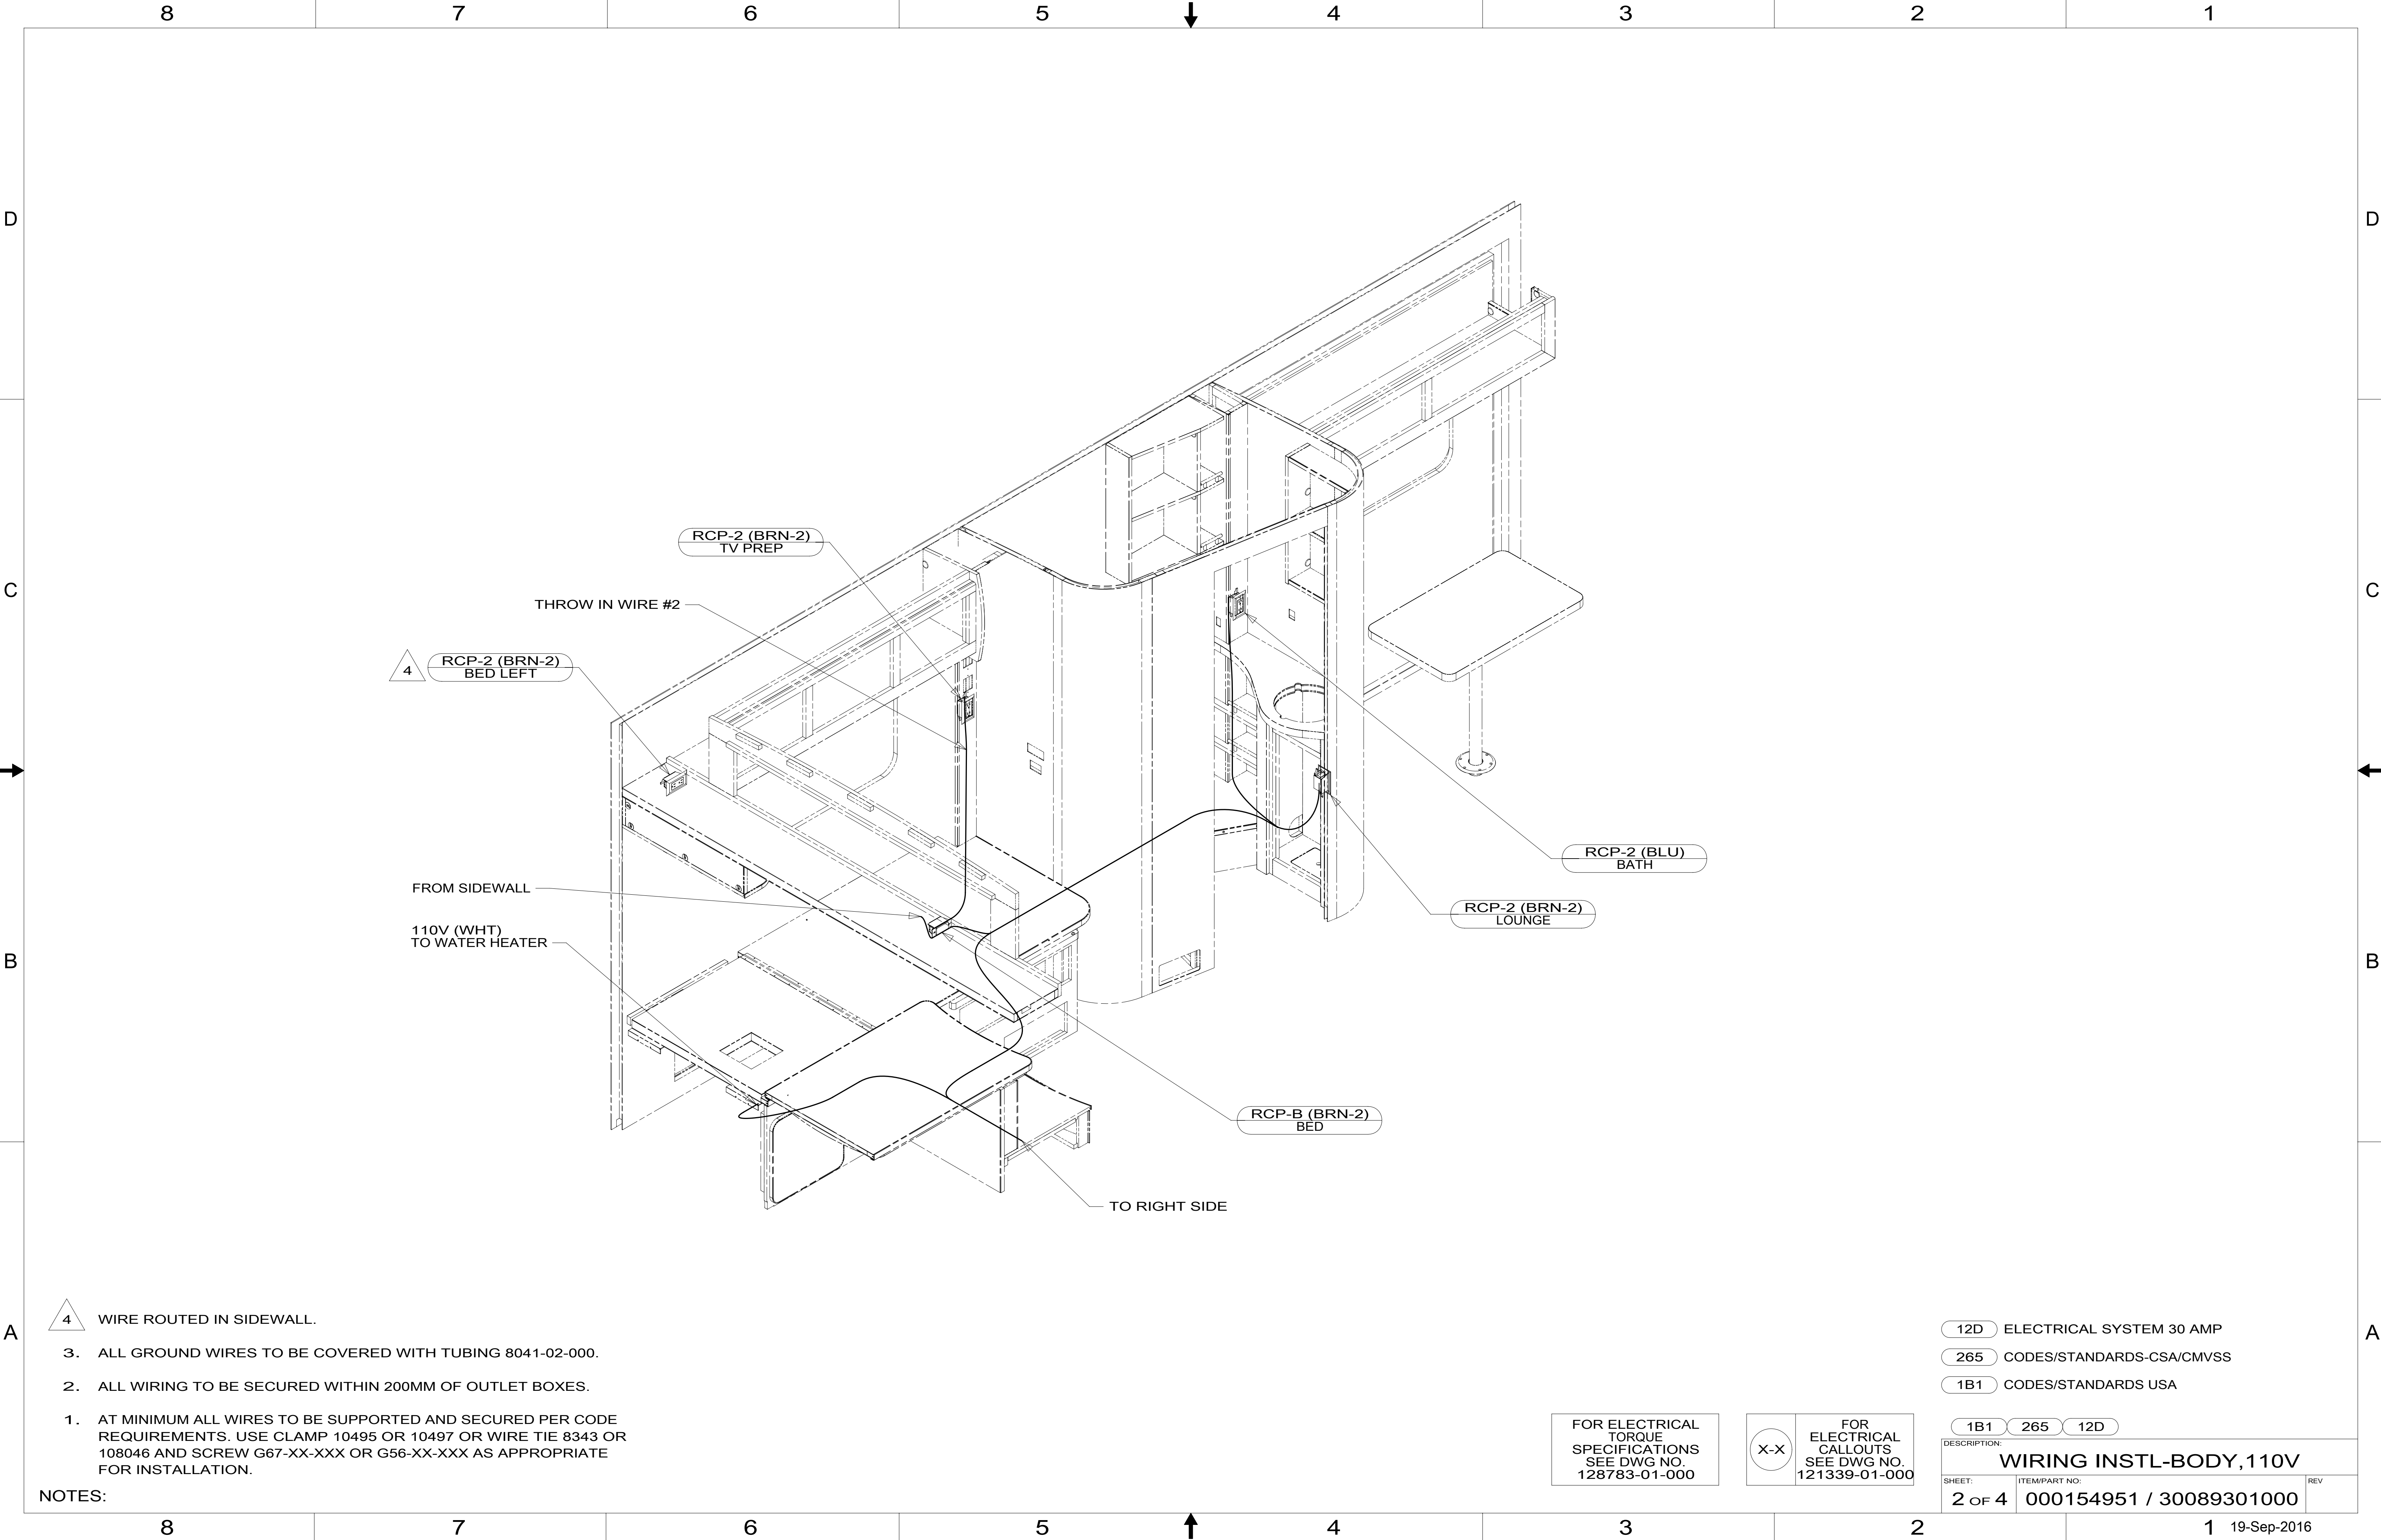 8 7 6 5 4 3 2 1
D D
C C
B B
A A
RCP-2 (BRN-2)
TV PREP
THROW IN WIRE #2
4
RCP-2 (BRN-2)
BED LEFT
FROM SIDEWALL
110V (WHT)
TO WATER HEATER
RCP-2 (BLU)
BATH
RCP-2 (BRN-2)
LOUNGE
RCP-B (BRN-2)
BED
TO RIGHT SIDE
4 WIRE ROUTED IN SIDEWALL.
3. ALL GROUND WIRES TO BE COVERED WITH TUBING 8041-02-000.
2. ALL WIRING TO BE SECURED WITHIN 200MM OF OUTLET BOXES.
1. AT MINIMUM ALL WIRES TO BE SUPPORTED AND SECURED PER CODE
REQUIREMENTS. USE CLAMP 10495 OR 10497 OR WIRE TIE 8343 OR
108046 AND SCREW G67-XX-XXX OR G56-XX-XXX AS APPROPRIATE
FOR INSTALLATION.
NOTES:
FOR ELECTRICAL
TORQUE
SPECIFICATIONS
SEE DWG NO.
128783-01-000
X-X
FOR
ELECTRICAL
CALLOUTS
SEE DWG NO.
121339-01-000
12D ELECTRICAL SYSTEM 30 AMP
265 CODES/STANDARDS-CSA/CMVSS
1B1 CODES/STANDARDS USA
1B1 265 12D
DESCRIPTION:
WIRING INSTL-BODY,110V
SHEET: ITEM/PART NO: REV
2 OF 4 000154951 / 30089301000
8 7 6 5 4 3 2 1
19-Sep-2016